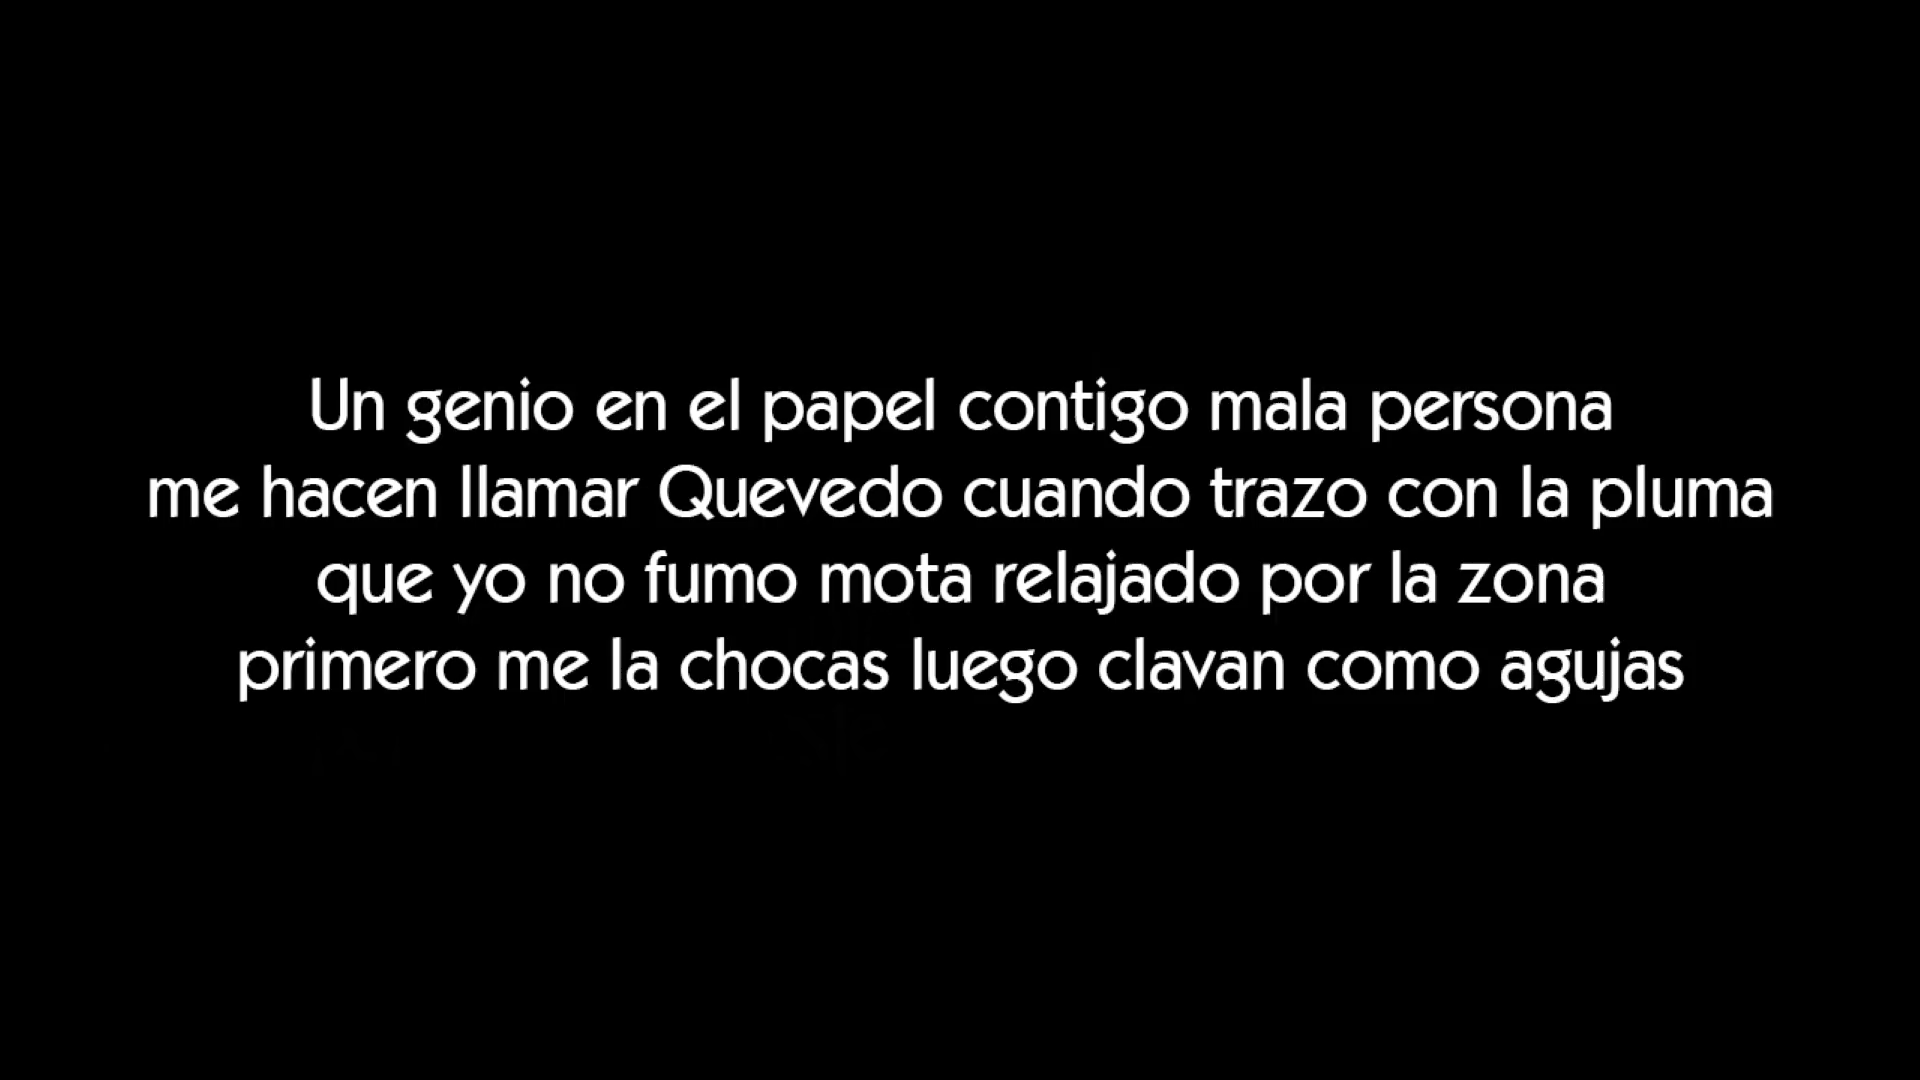 Un genio en el papel contigo mala persona
me hacen llamar Quevedo cuando trazo con la pluma
que yo no fumo mota relajado por la zona
primero me la chocas luego clavan como agujas